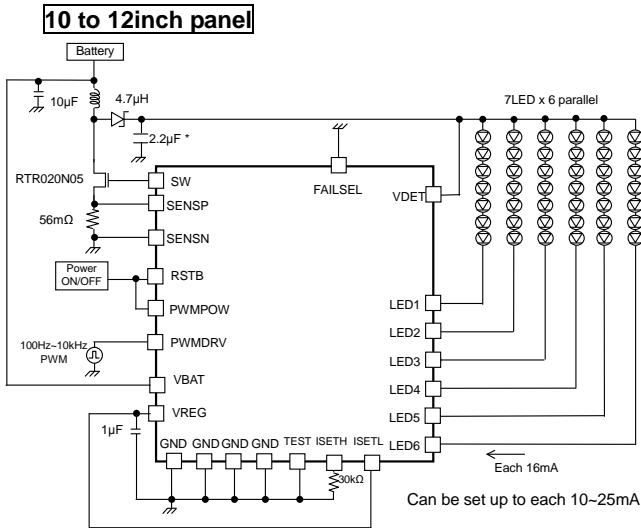 10 to 12inch panel
Battery
10µF
4.7µH
2.2µF *
7LED x 6 parallel
RTR020N05
56mΩ
SW
SENSP
SENSN
FAILSEL
VDET
Power
ON/OFF
RSTB
PWMPOW
100Hz~10kHz
PWM
PWMDRV
VBAT
VREG
1µF
GND GND GND GND TEST ISETH ISETL
30kΩ
LED1
LED2
LED3
LED4
LED5
LED6
Each 16mA
Can be set up to each 10~25mA